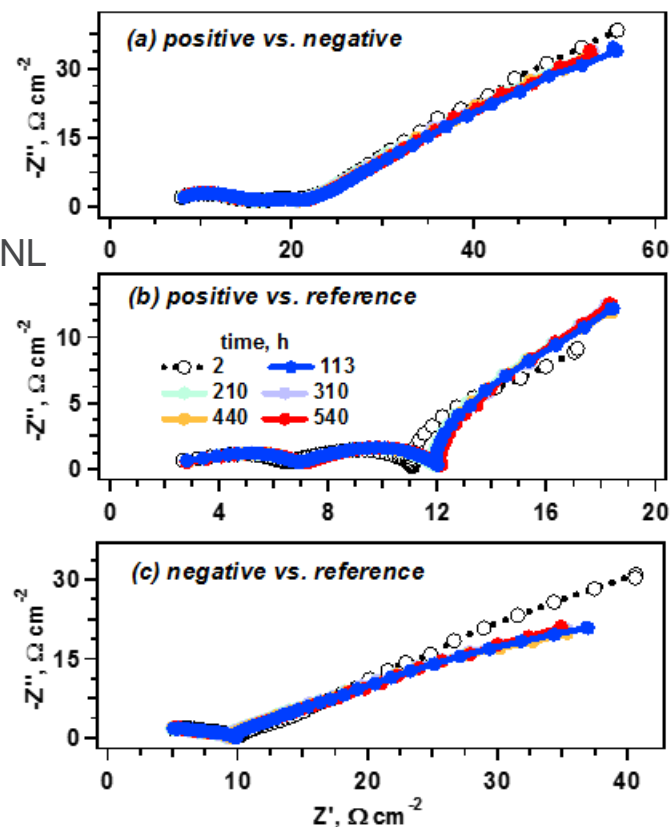 (a) positive vs. negative
30
15
0
-Z'', Ω cm⁻²
0 20 40 60
NL
(b) positive vs. reference
time, h
2 113
210 310
440 540
10
5
0
-Z'', Ω cm⁻²
0 4 8 12 16 20
(c) negative vs. reference
30
15
0
-Z'', Ω cm⁻²
0 10 20 30 40
Z', Ω cm⁻²